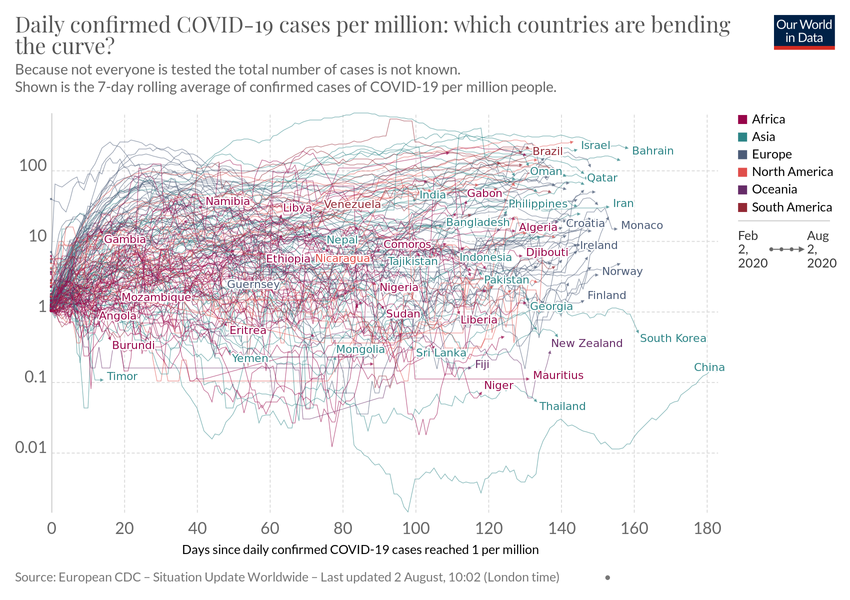 Daily confirmed COVID-19 cases per million: which countries are bending
the curve?
Our World
in Data
Because not everyone is tested the total number of cases is not known.
Shown is the 7-day rolling average of confirmed cases of COVID-19 per million people.
Africa
Asia
Europe
North America
Oceania
South America
Feb
2,
2020
Aug
2,
2020
100
10
1
0.1
0.01
Brazil
Israel
Bahrain
Oman
Qatar
India
Gabon
Namibia
Libya
Venezuela
Philippines
Iran
Bangladesh
Algeria
Croatia
Monaco
Gambia
Nepal
Comoros
Ireland
Ethiopia
Nicaragua
Tajikistan
Indonesia
Djibouti
Norway
Guernsey
Nigeria
Pakistan
Finland
Mozambique
Angola
Sudan
Liberia
Georgia
Eritrea
South Korea
Burundi
Yemen
Mongolia
Sri Lanka
New Zealand
Fiji
China
Timor
Niger
Mauritius
Thailand
0
20
40
60
80
100
120
140
160
180
Days since daily confirmed COVID-19 cases reached 1 per million
Source: European CDC – Situation Update Worldwide – Last updated 2 August, 10:02 (London time)